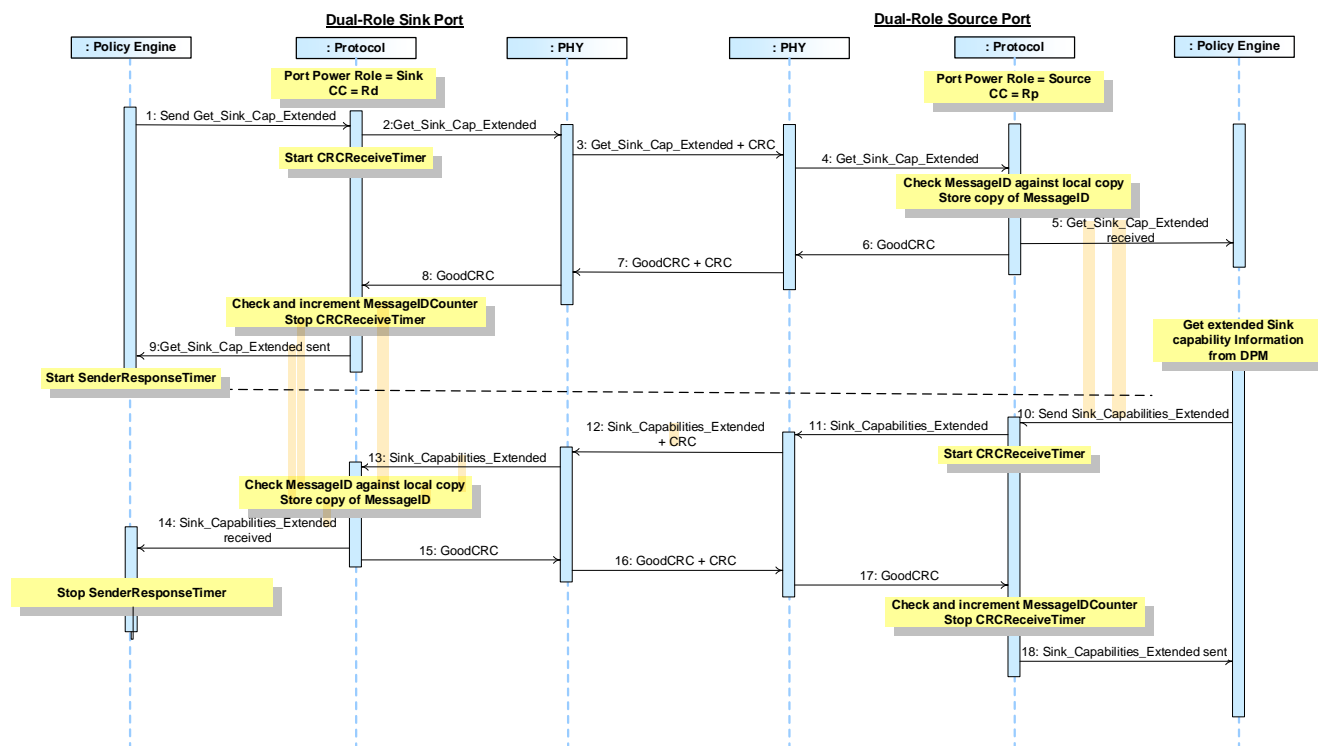 Dual-Role Sink Port
Dual-Role Source Port
: Policy Engine
: Protocol
: PHY
: PHY
: Protocol
: Policy Engine
Port Power Role = Sink
CC = Rd
Port Power Role = Source
CC = Rp
1: Send Get_Sink_Cap_Extended
2:Get_Sink_Cap_Extended
Start CRCReceiveTimer
3: Get_Sink_Cap_Extended + CRC
4: Get_Sink_Cap_Extended
Check MessageID against local copy
Store copy of MessageID
5: Get_Sink_Cap_Extended
received
6: GoodCRC
7: GoodCRC + CRC
8: GoodCRC
Check and increment MessageIDCounter
Stop CRCReceiveTimer
9:Get_Sink_Cap_Extended sent
Start SenderResponseTimer
Get extended Sink
capability Information
from DPM
10: Send Sink_Capabilities_Extended
11: Sink_Capabilities_Extended
Start CRCReceiveTimer
12: Sink_Capabilities_Extended
+ CRC
13: Sink_Capabilities_Extended
Check MessageID against local copy
Store copy of MessageID
14: Sink_Capabilities_Extended
received
15: GoodCRC
16: GoodCRC + CRC
17: GoodCRC
Stop SenderResponseTimer
Check and increment MessageIDCounter
Stop CRCReceiveTimer
18: Sink_Capabilities_Extended sent